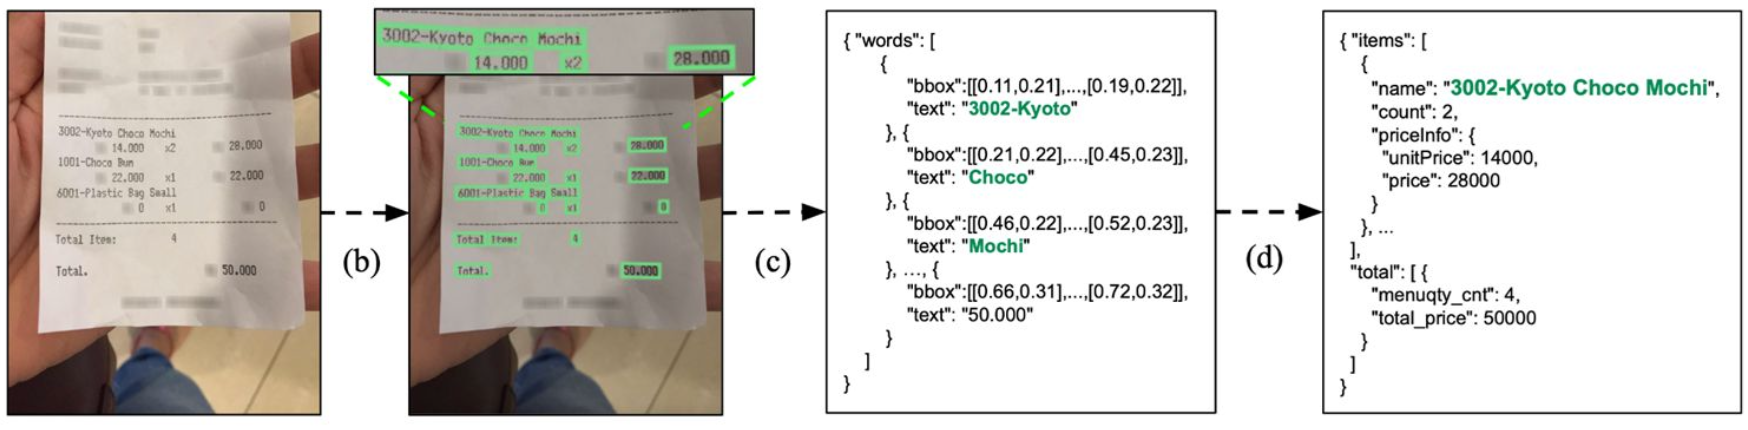 3002-Kyoto Choco Mochi
14.000 x2 28.000
1001-Choco Bum
22.000 x1 22.000
6001-Plastic Bag Small
0 x1 0
Total Item: 4
Total. 50.000
(b)
3002-Kyoto Choco Mochi
14.000 x2 28.000
3002-Kyoto Choco Mochi
14.000 x2 28.000
1001-Choco Bum
22.000 x1 22.000
6001-Plastic Bag Small
0 x1 0
Total Item: 4
Total. 50.000
(c)
{ "words": [
{
"bbox":[[0.11,0.21],...,[0.19,0.22]],
"text": "3002-Kyoto"
}, {
"bbox":[[0.21,0.22],...,[0.45,0.23]],
"text": "Choco"
}, {
"bbox":[[0.46,0.22],...,[0.52,0.23]],
"text": "Mochi"
}, ..., {
"bbox":[[0.66,0.31],...,[0.72,0.32]],
"text": "50.000"
}
]
}
(d)
{ "items": [
{
"name": "3002-Kyoto Choco Mochi",
"count": 2,
"priceInfo": {
"unitPrice": 14000,
"price": 28000
}
}, ...
],
"total": [ {
"menuqty_cnt": 4,
"total_price": 50000
}
]
}